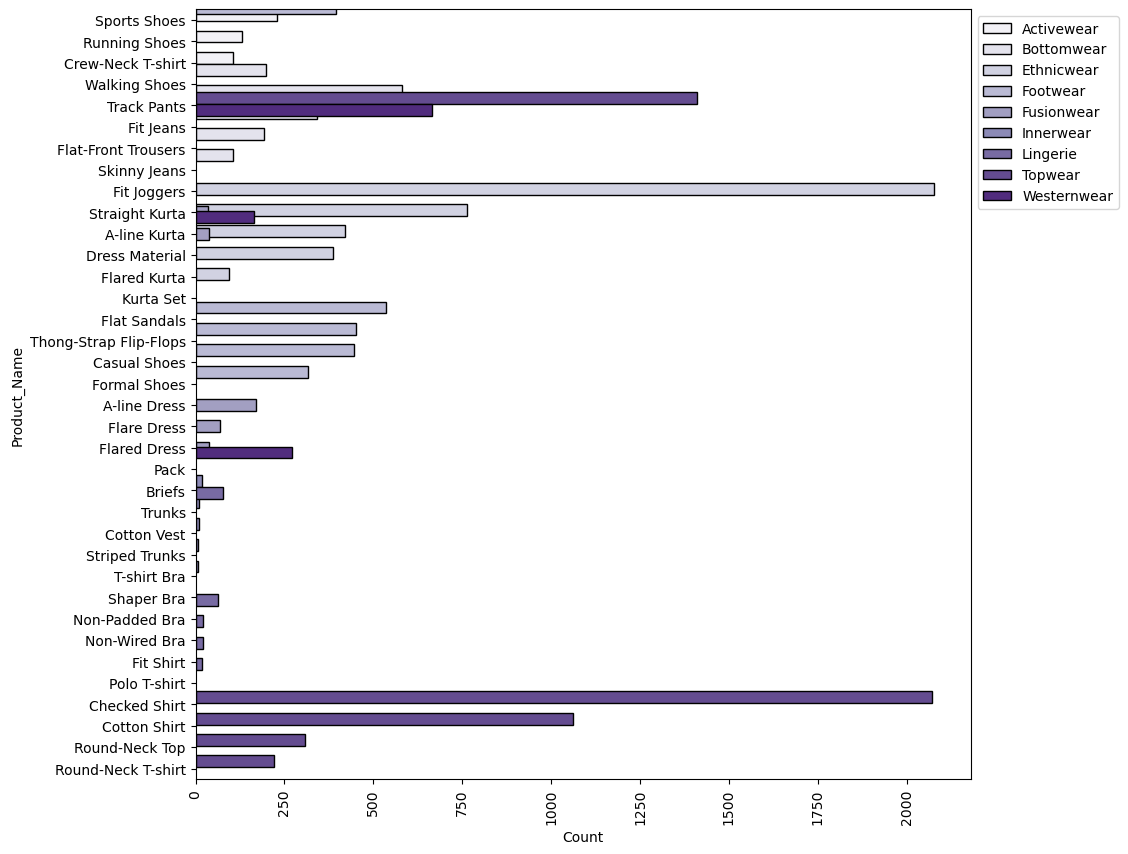 Sports Shoes
Running Shoes
Crew-Neck T-shirt
Walking Shoes
Track Pants
Fit Jeans
Flat-Front Trousers
Skinny Jeans
Fit Joggers
Straight Kurta
A-line Kurta
Dress Material
Flared Kurta
Kurta Set
Flat Sandals
Thong-Strap Flip-Flops
Casual Shoes
Formal Shoes
A-line Dress
Flare Dress
Flared Dress
Pack
Briefs
Trunks
Cotton Vest
Striped Trunks
T-shirt Bra
Shaper Bra
Non-Padded Bra
Non-Wired Bra
Fit Shirt
Polo T-shirt
Checked Shirt
Cotton Shirt
Round-Neck Top
Round-Neck T-shirt
Product_Name
0
250
500
750
1000
1250
1500
1750
2000
Count
Activewear
Bottomwear
Ethnicwear
Footwear
Fusionwear
Innerwear
Lingerie
Topwear
Westernwear